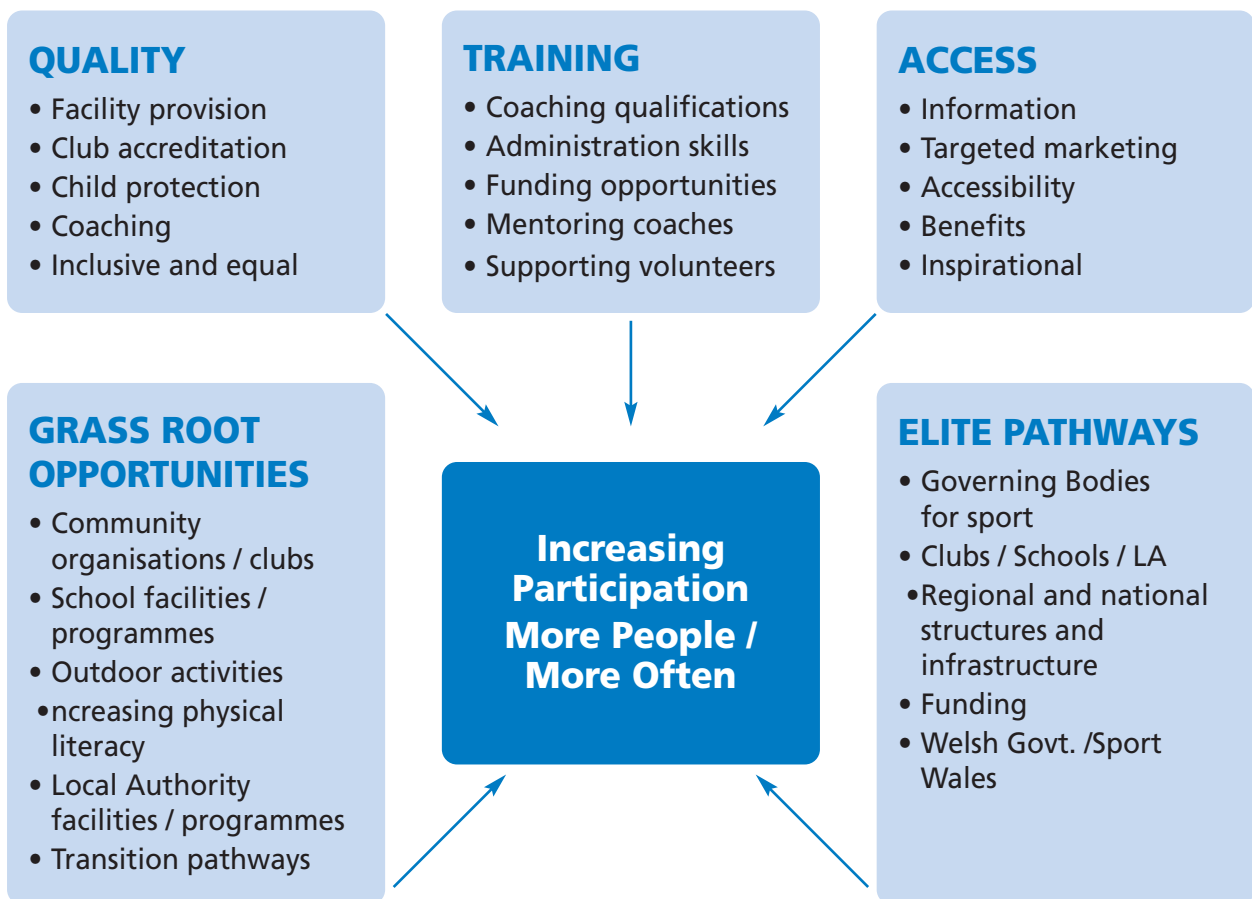 QUALITY
• Facility provision
• Club accreditation
• Child protection
• Coaching
• Inclusive and equal
TRAINING
• Coaching qualifications
• Administration skills
• Funding opportunities
• Mentoring coaches
• Supporting volunteers
ACCESS
• Information
• Targeted marketing
• Accessibility
• Benefits
• Inspirational
GRASS ROOT
OPPORTUNITIES
• Community
organisations / clubs
• School facilities /
programmes
• Outdoor activities
•ncreasing physical
literacy
• Local Authority
facilities / programmes
• Transition pathways
Increasing
Participation
More People /
More Often
ELITE PATHWAYS
• Governing Bodies
for sport
• Clubs / Schools / LA
•Regional and national
structures and
infrastructure
• Funding
• Welsh Govt. /Sport
Wales